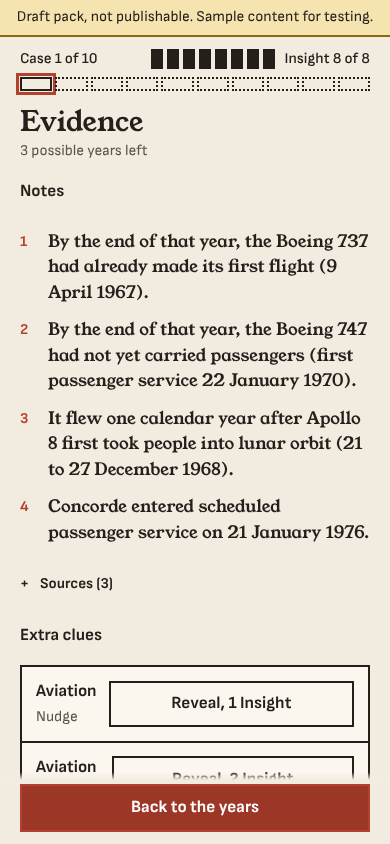 Draft pack, not publishable. Sample content for testing.
Case 1 of 10
Insight 8 of 8
Evidence
3 possible years left
Notes
1 By the end of that year, the Boeing 737
had already made its first flight (9
April 1967).
2 By the end of that year, the Boeing 747
had not yet carried passengers (first
passenger service 22 January 1970).
3 It flew one calendar year after Apollo
8 first took people into lunar orbit (21
to 27 December 1968).
4 Concorde entered scheduled
passenger service on 21 January 1976.
+ Sources (3)
Extra clues
Aviation
Nudge
Reveal, 1 Insight
Aviation
Reveal, 2 Insight
Back to the years